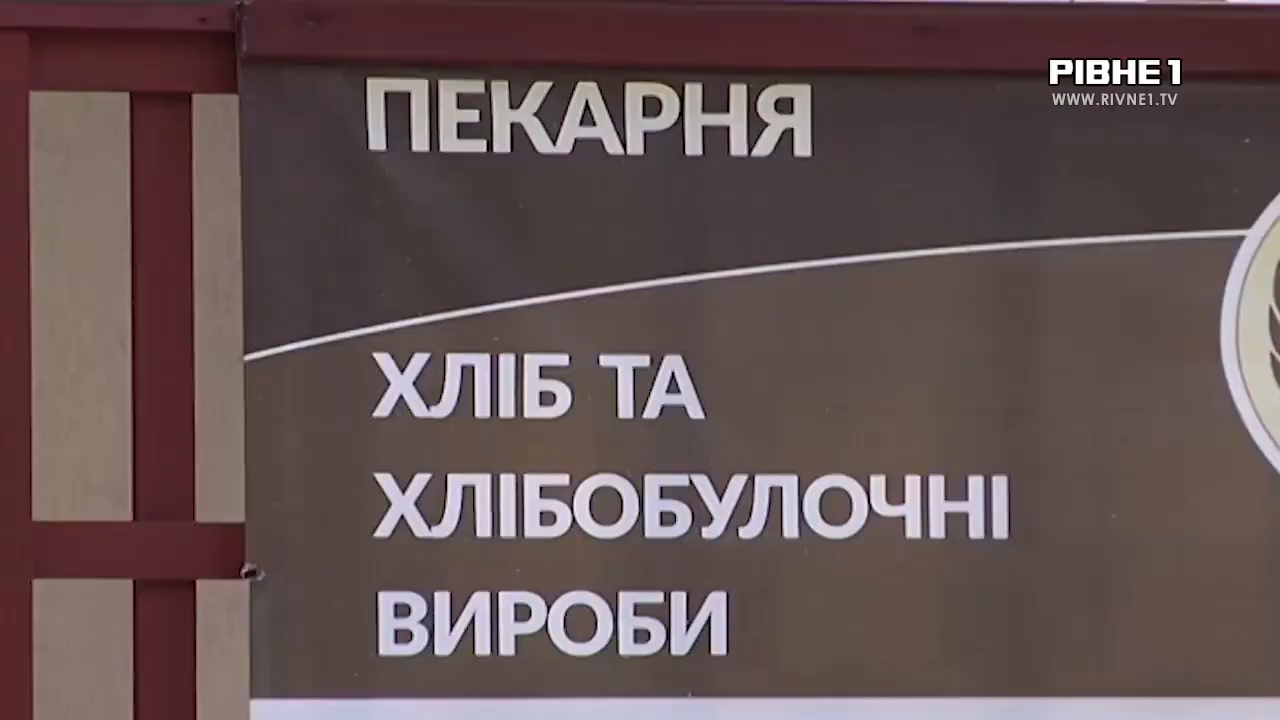 РІВНЕ 1
WWW.RIVNE1.TV
ПЕКАРНЯ
ХЛІБ ТА
ХЛІБОБУЛОЧНІ
ВИРОБИ